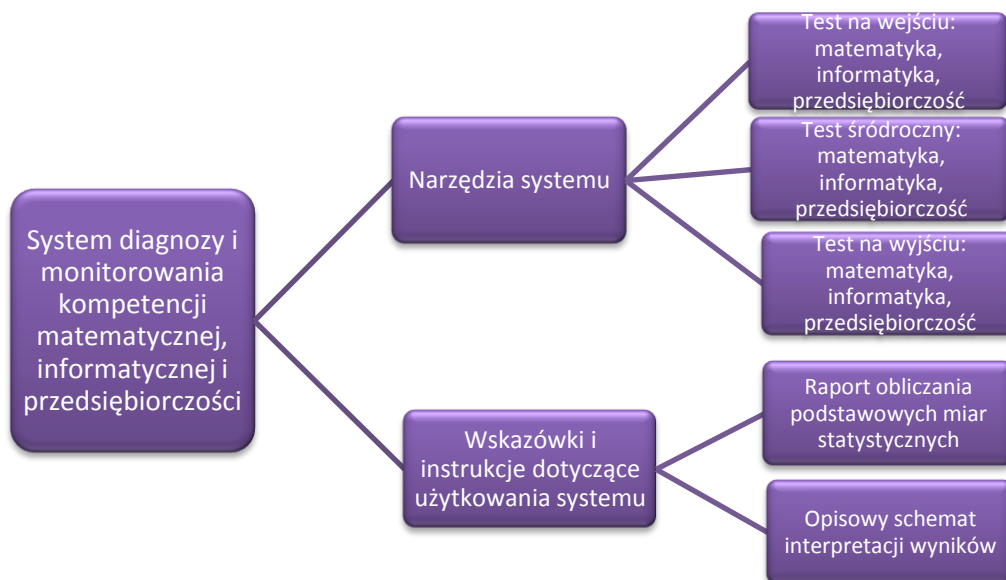 System diagnozy i
monitorowania
kompetencji
matematycznej,
informatycznej i
przedsiębiorczości
Narzędzia systemu
Test na wejściu:
matematyka,
informatyka,
przedsiębiorczość
Test śródroczny:
matematyka,
informatyka,
przedsiębiorczość
Test na wyjściu:
matematyka,
informatyka,
przedsiębiorczość
Wskazówki i
instrukcje dotyczące
użytkowania systemu
Raport obliczania
podstawowych miar
statystycznych
Opisowy schemat
interpretacji wyników